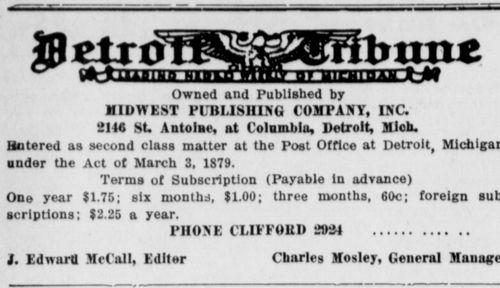 Detroit Tribune
LEADING NEGRO WEEKLY OF MICHIGAN
Owned and Published by
MIDWEST PUBLISHING COMPANY, INC.
2146 St. Antoine, at Columbia, Detroit, Mich.
Entered as second class matter at the Post Office at Detroit, Michigan
under the Act of March 3, 1879.
Terms of Subscription (Payable in advance)
One year $1.75; six months, $1.00; three months, 60c; foreign sub
scriptions; $2.25 a year.
PHONE CLIFFORD 2924 .................
J. Edward McCall, Editor Charles Mosley, General Manage